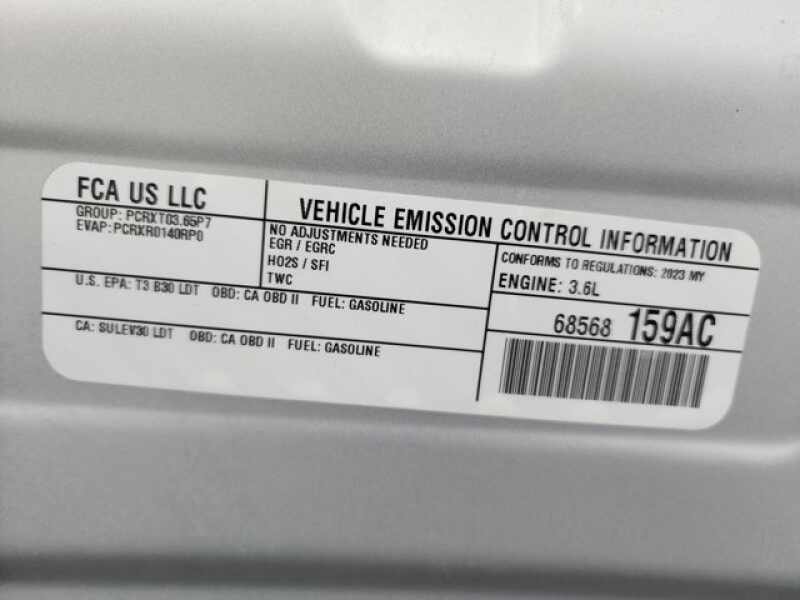 FCA US LLC
GROUP: PCRXT03.65P7
EVAP: PCRXR0140RP0
VEHICLE EMISSION CONTROL INFORMATION
NO ADJUSTMENTS NEEDED
EGR / EGRC
HO2S / SFI
TWC
CONFORMS TO REGULATIONS: 2023 MY
ENGINE: 3.6L
U.S. EPA: T3 B30 LDT OBD: CA OBD II FUEL: GASOLINE
CA: SULEV30 LDT OBD: CA OBD II FUEL: GASOLINE
68568 159AC